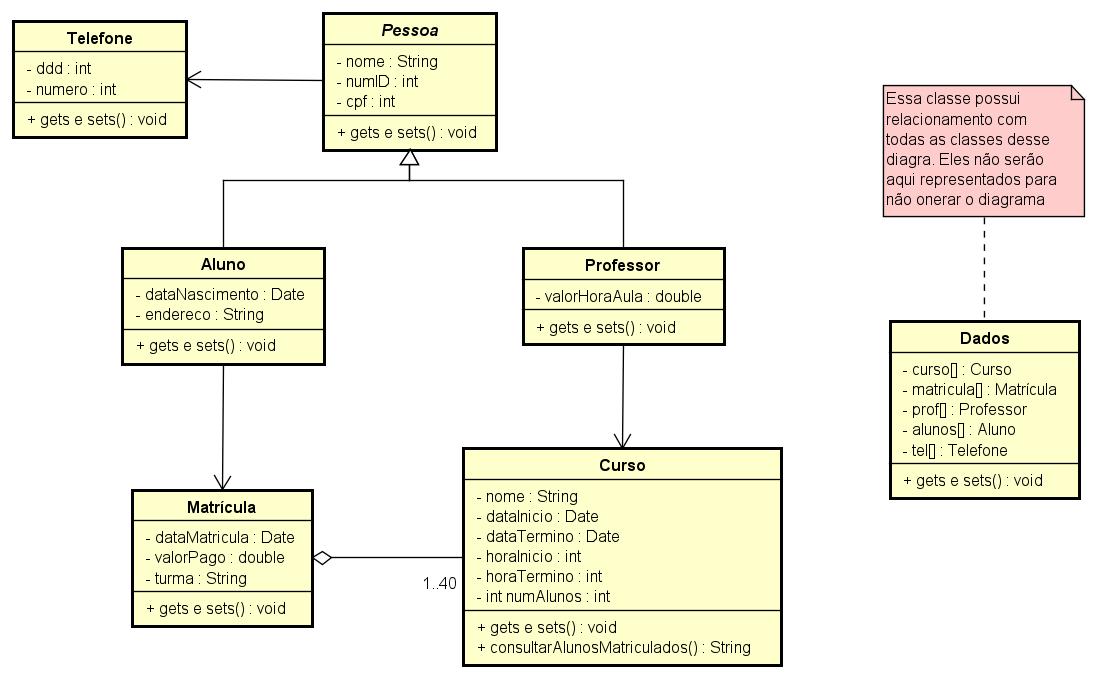 Telefone
- ddd : int
- numero : int
+ gets e sets() : void
Pessoa
- nome : String
- numID : int
- cpf : int
+ gets e sets() : void
Essa classe possui
relacionamento com
todas as classes desse
diagra. Eles não serão
aqui representados para
não onerar o diagrama
Aluno
- dataNascimento : Date
- endereco : String
+ gets e sets() : void
Professor
- valorHoraAula : double
+ gets e sets() : void
Dados
- curso[] : Curso
- matricula[] : Matrícula
- prof[] : Professor
- alunos[] : Aluno
- tel[] : Telefone
+ gets e sets() : void
Matrícula
- dataMatricula : Date
- valorPago : double
- turma : String
+ gets e sets() : void
1..40
Curso
- nome : String
- dataInicio : Date
- dataTermino : Date
- horaInicio : int
- horaTermino : int
- int numAlunos : int
+ gets e sets() : void
+ consultarAlunosMatriculados() : String